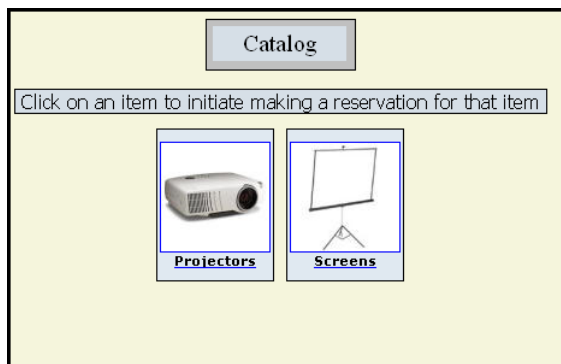 Catalog
Click on an item to initiate making a reservation for that item
Projectors
Screens